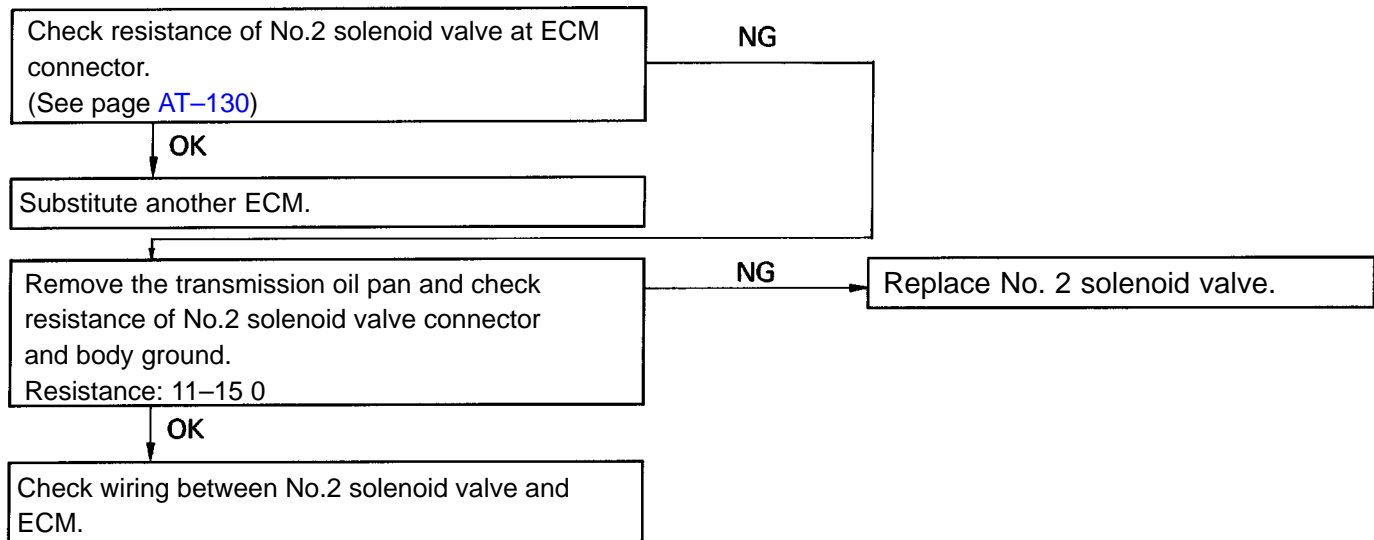 Check resistance of No.2 solenoid valve at ECM
connector.
(See page AT–130)
NG
OK
Substitute another ECM.
Remove the transmission oil pan and check
resistance of No.2 solenoid valve connector
and body ground.
Resistance: 11–15 0
NG
Replace No. 2 solenoid valve.
OK
Check wiring between No.2 solenoid valve and
ECM.